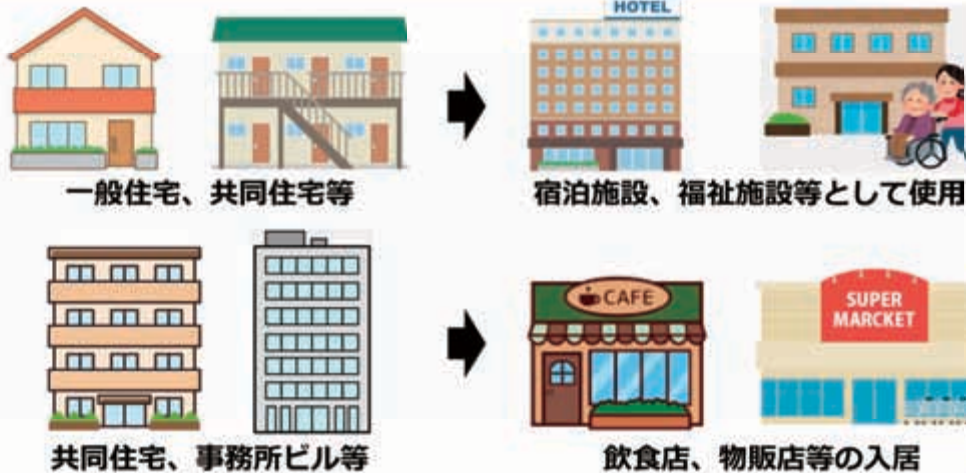 HOTEL
一般住宅、共同住宅等
宿泊施設、福祉施設等として使用
CAFE
SUPER
MARCKET
共同住宅、事務所ビル等
飲食店、物販店等の入居